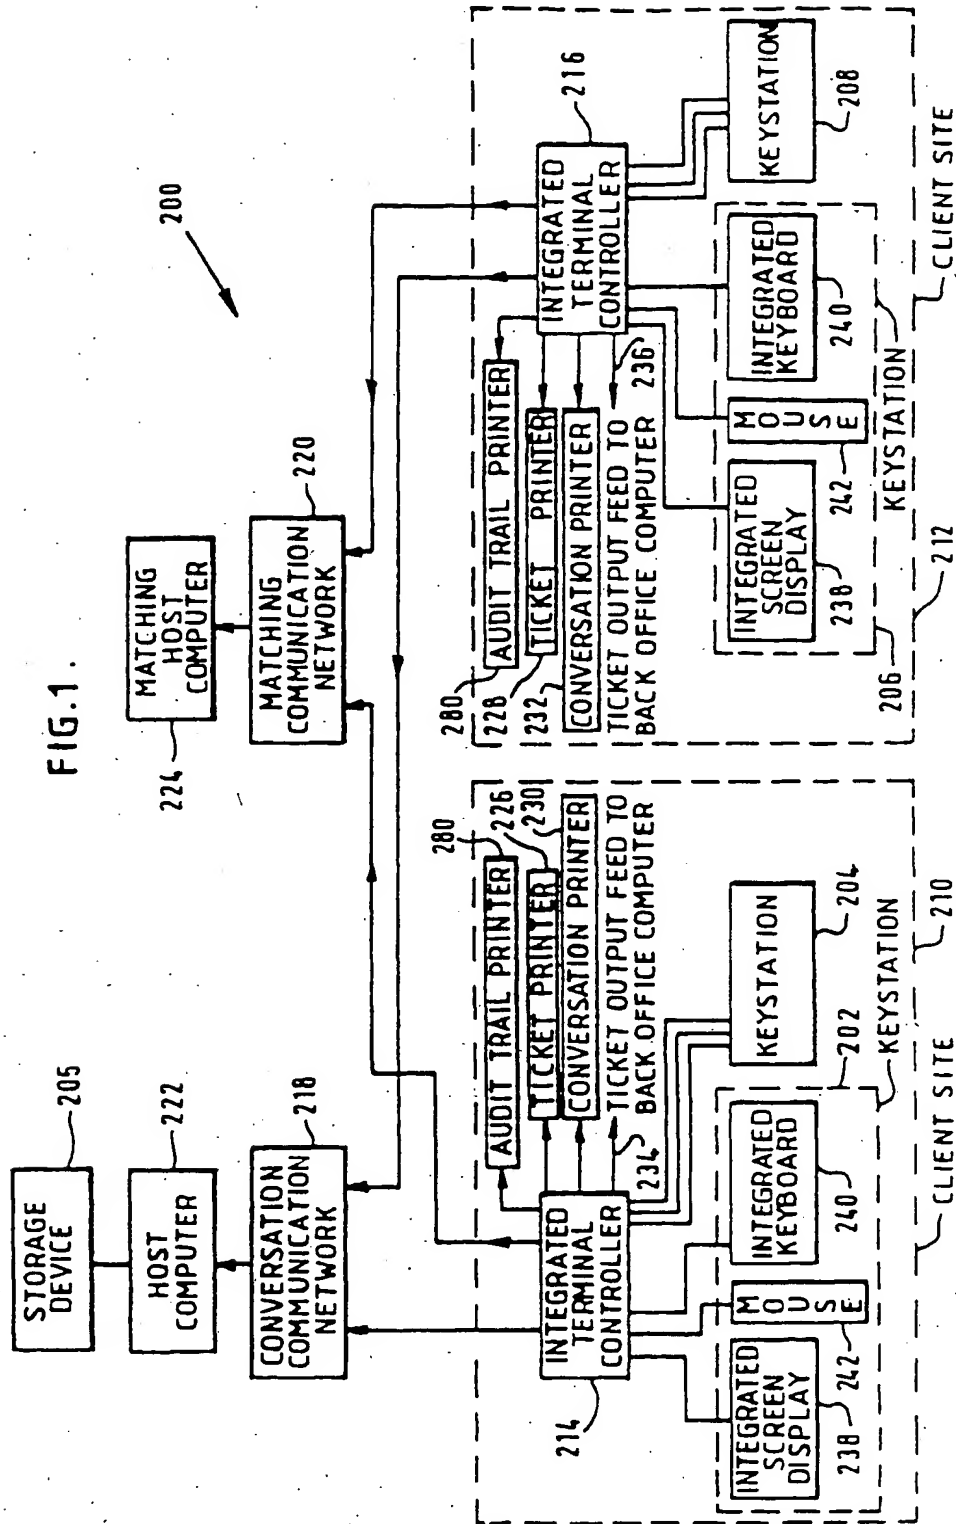 FIG.1.
200
STORAGE
DEVICE
205
HOST
COMPUTER
222
CONVERSATION
COMMUNICATION
NETWORK
218
MATCHING
HOST
COMPUTER
224
MATCHING
COMMUNICATION
NETWORK
220
INTEGRATED
TERMINAL
CONTROLLER
214
280
AUDIT TRAIL PRINTER
226
TICKET PRINTER
230
CONVERSATION PRINTER
TICKET OUTPUT FEED TO
BACK OFFICE COMPUTER
234
INTEGRATED
SCREEN
DISPLAY
238
MOUSE
242
INTEGRATED
KEYBOARD
240
KEYSTATION
204
202
KEYSTATION
CLIENT SITE
210
INTEGRATED
TERMINAL
CONTROLLER
216
280
AUDIT TRAIL PRINTER
228
TICKET PRINTER
232
CONVERSATION PRINTER
TICKET OUTPUT FEED TO
BACK OFFICE COMPUTER
236
INTEGRATED
SCREEN
DISPLAY
238
MOUSE
242
INTEGRATED
KEYBOARD
240
KEYSTATION
208
206
KEYSTATION
212
CLIENT SITE